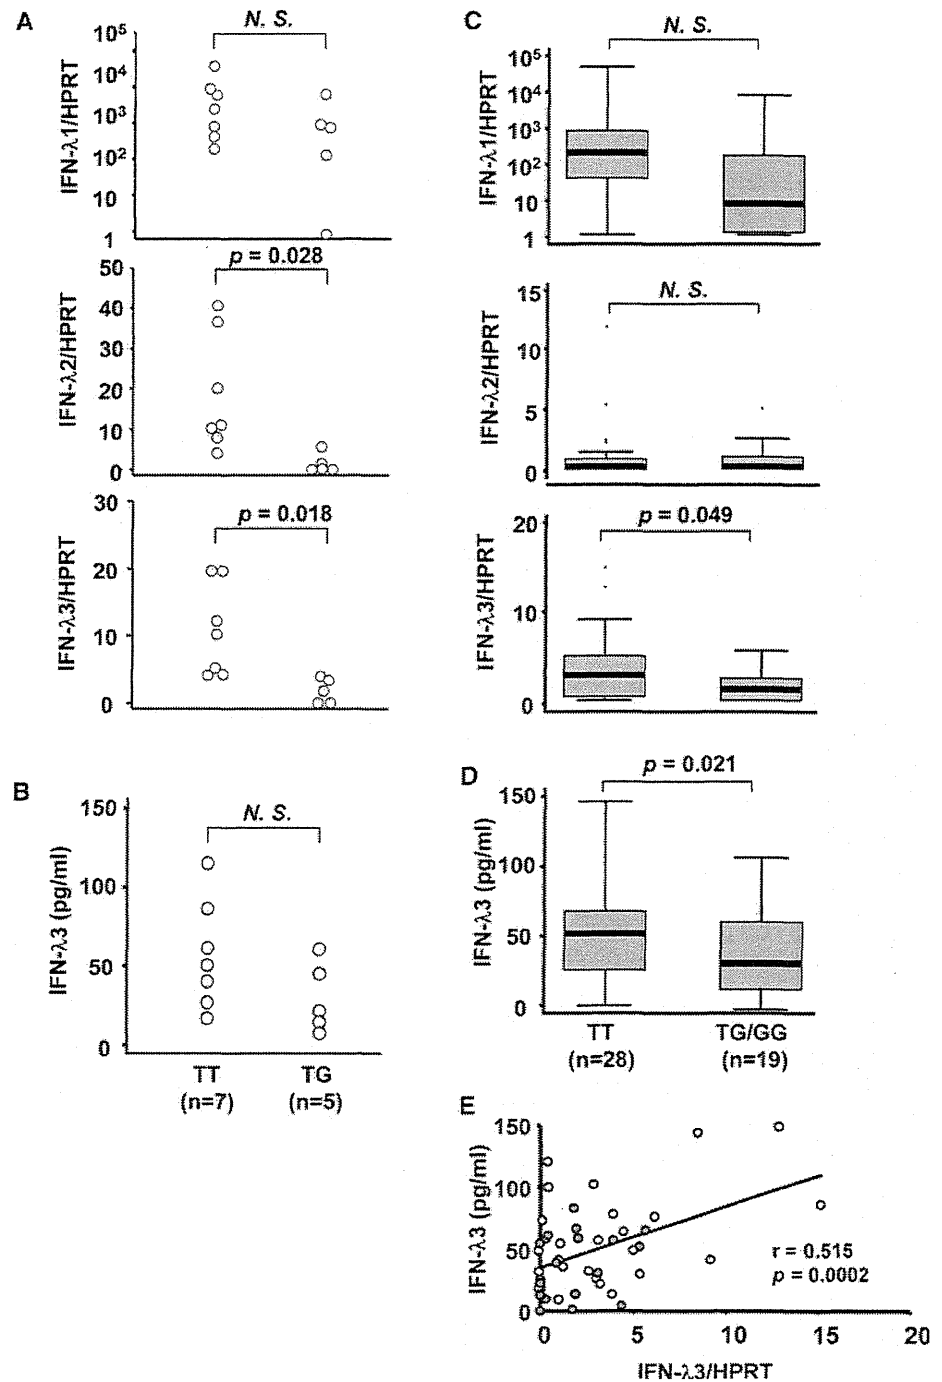 A
N. S.
10⁵
10⁴
10³
10²
10
1
IFN-λ1/HPRT
p = 0.028
50
40
30
20
10
0
IFN-λ2/HPRT
p = 0.018
30
20
10
0
IFN-λ3/HPRT
B
N. S.
150
100
50
0
IFN-λ3 (pg/ml)
TT
(n=7)
TG
(n=5)
C
N. S.
10⁵
10⁴
10³
10²
10
1
IFN-λ1/HPRT
N. S.
15
10
5
0
IFN-λ2/HPRT
p = 0.049
20
10
0
IFN-λ3/HPRT
D
p = 0.021
150
100
50
0
IFN-λ3 (pg/ml)
TT
(n=28)
TG/GG
(n=19)
E
150
100
50
0
IFN-λ3 (pg/ml)
r = 0.515
p = 0.0002
0 5 10 15 20
IFN-λ3/HPRT